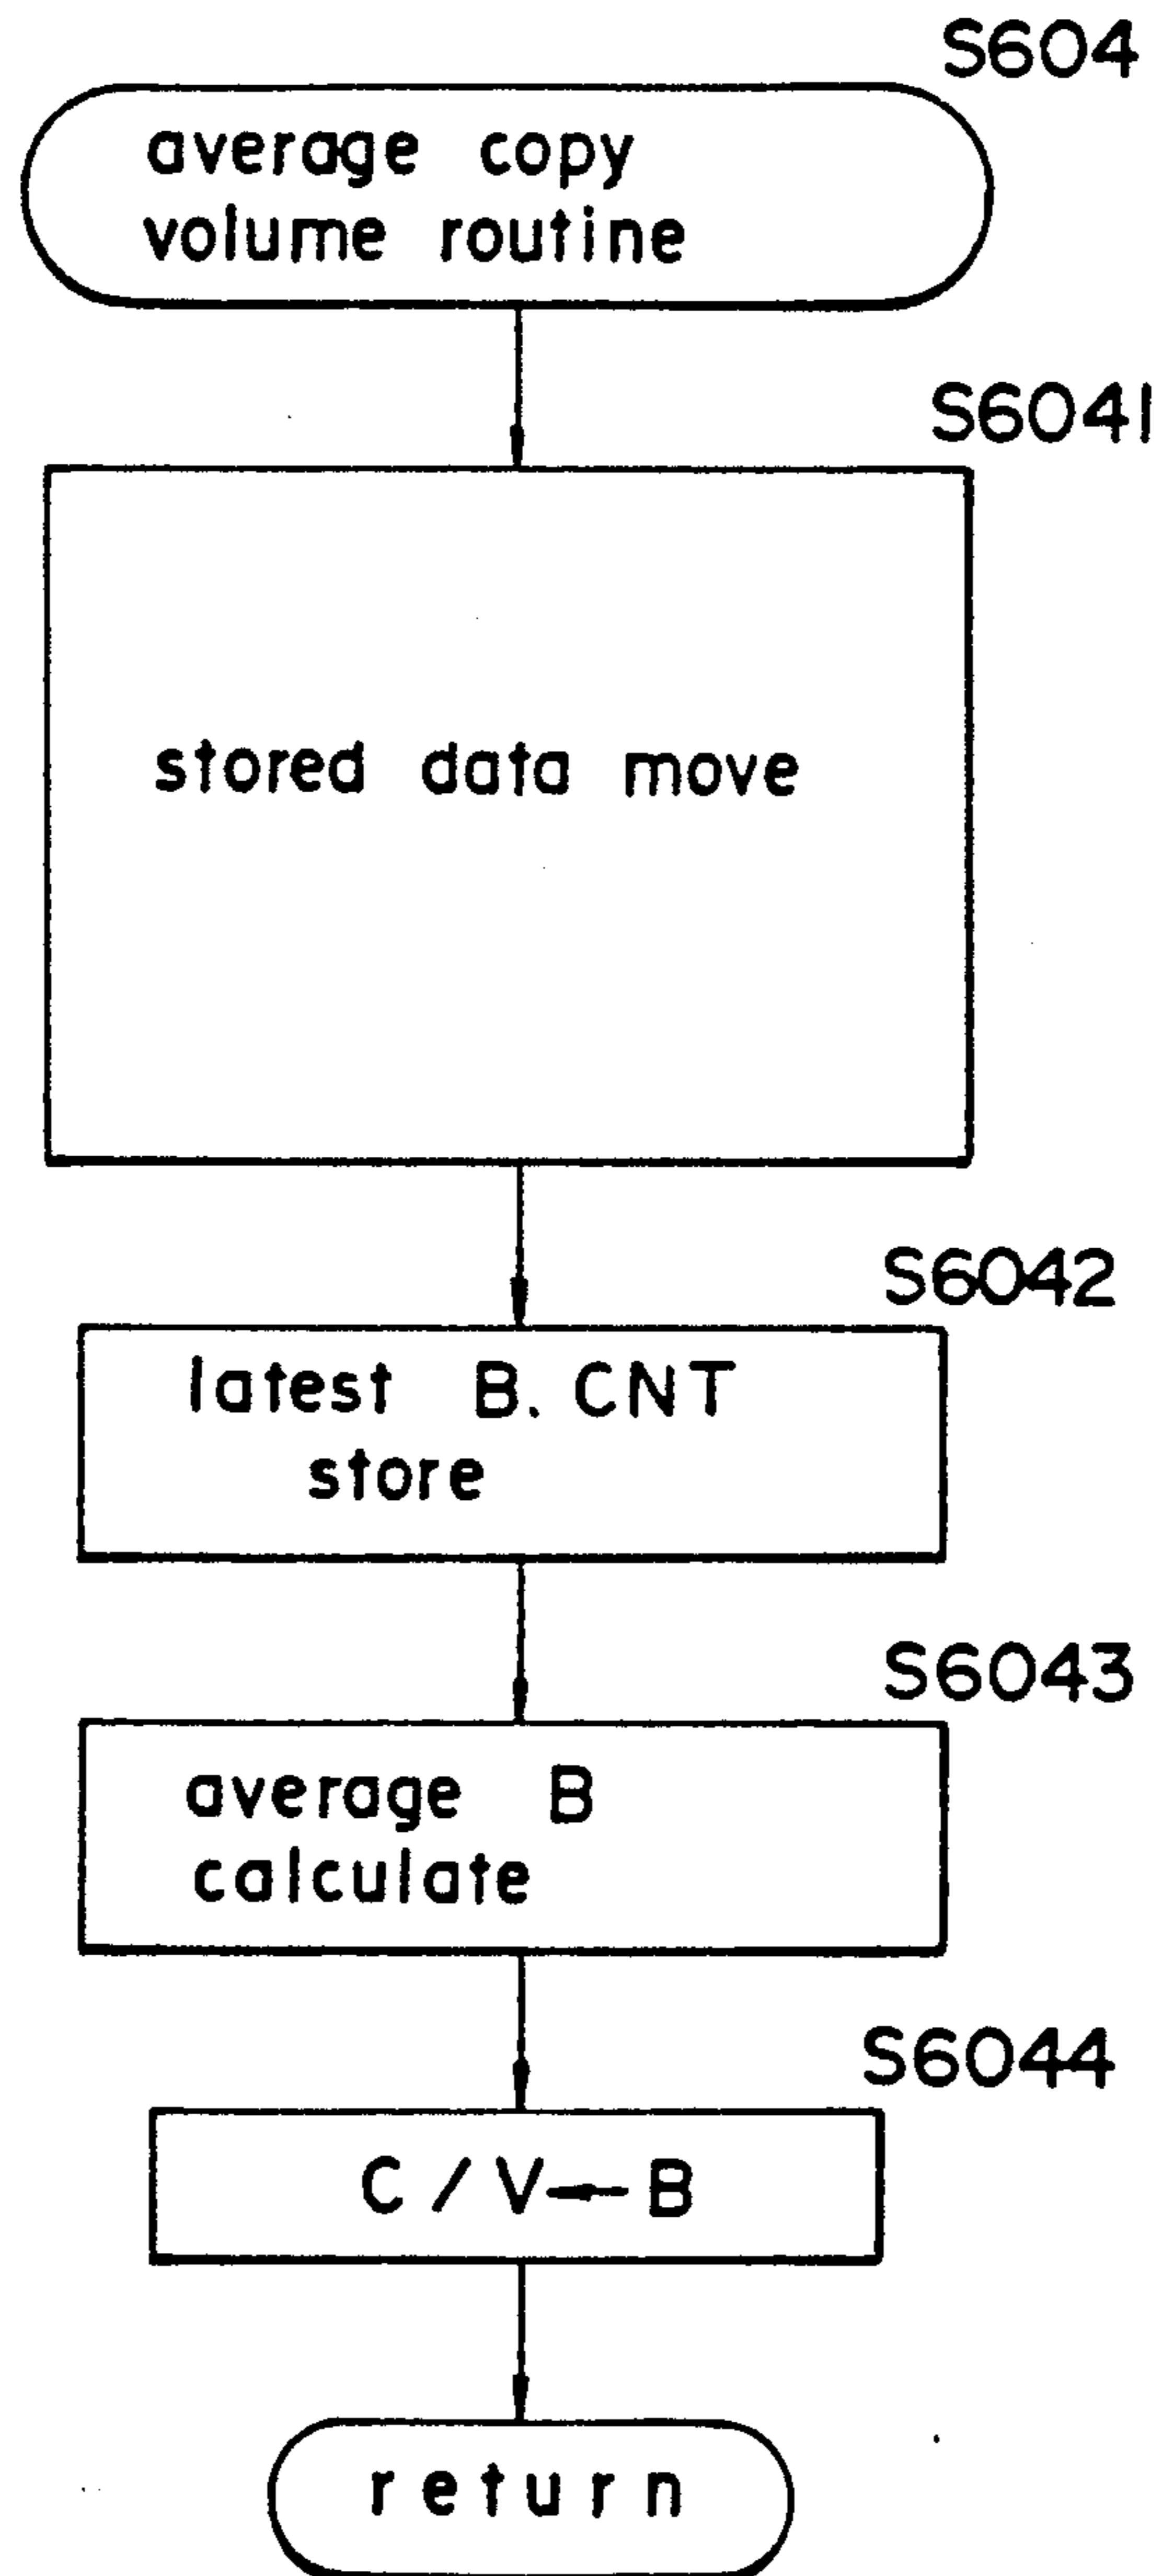 S604
average copy
volume routine
S6041
stored data move
S6042
latest B. CNT
store
S6043
average B
calculate
S6044
C / V ← B
return